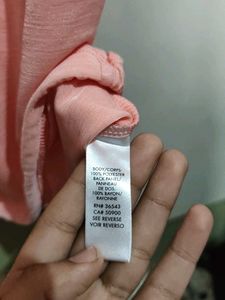 BODY/CORPS:
100% POLYESTER
BACK PANEL/
PANNEAU
DE DOS:
100% RAYON/
RAYONNE
RN# 36543
CA# 50900
SEE REVERSE
VOIR REVERSO